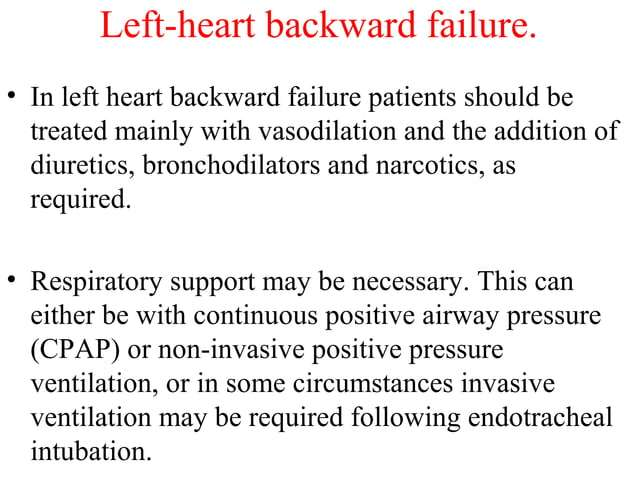 Left-heart backward failure.
• In left heart backward failure patients should be
treated mainly with vasodilation and the addition of
diuretics, bronchodilators and narcotics, as
required.
• Respiratory support may be necessary. This can
either be with continuous positive airway pressure
(CPAP) or non-invasive positive pressure
ventilation, or in some circumstances invasive
ventilation may be required following endotracheal
intubation.